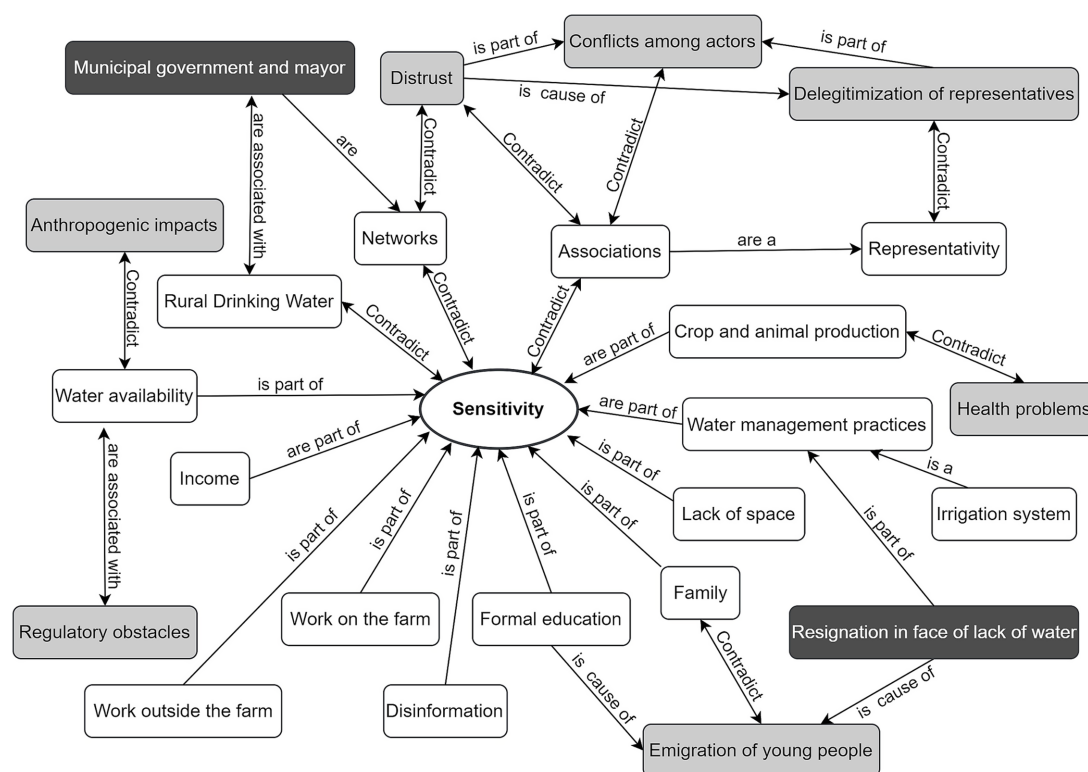 is part of
Conflicts among actors
is part of
Municipal government and mayor
Distrust
is cause of
Delegitimization of representatives
are associated with
are
Contradict
Contradict
Contradict
Contradict
Anthropogenic impacts
Networks
Associations
are a
Representativity
Contradict
Rural Drinking Water
Contradict
Contradict
Contradict
are part of
Crop and animal production
Contradict
Water availability
is part of
Sensitivity
are part of
Water management practices
Health problems
are associated with
Income
are part of
is part of
Lack of space
is a
Irrigation system
is part of
is part of
is part of
is part of
is part of
is part of
Family
Regulatory obstacles
Work on the farm
Formal education
Resignation in face of lack of water
Contradict
is cause of
is cause of
Work outside the farm
Disinformation
Emigration of young people